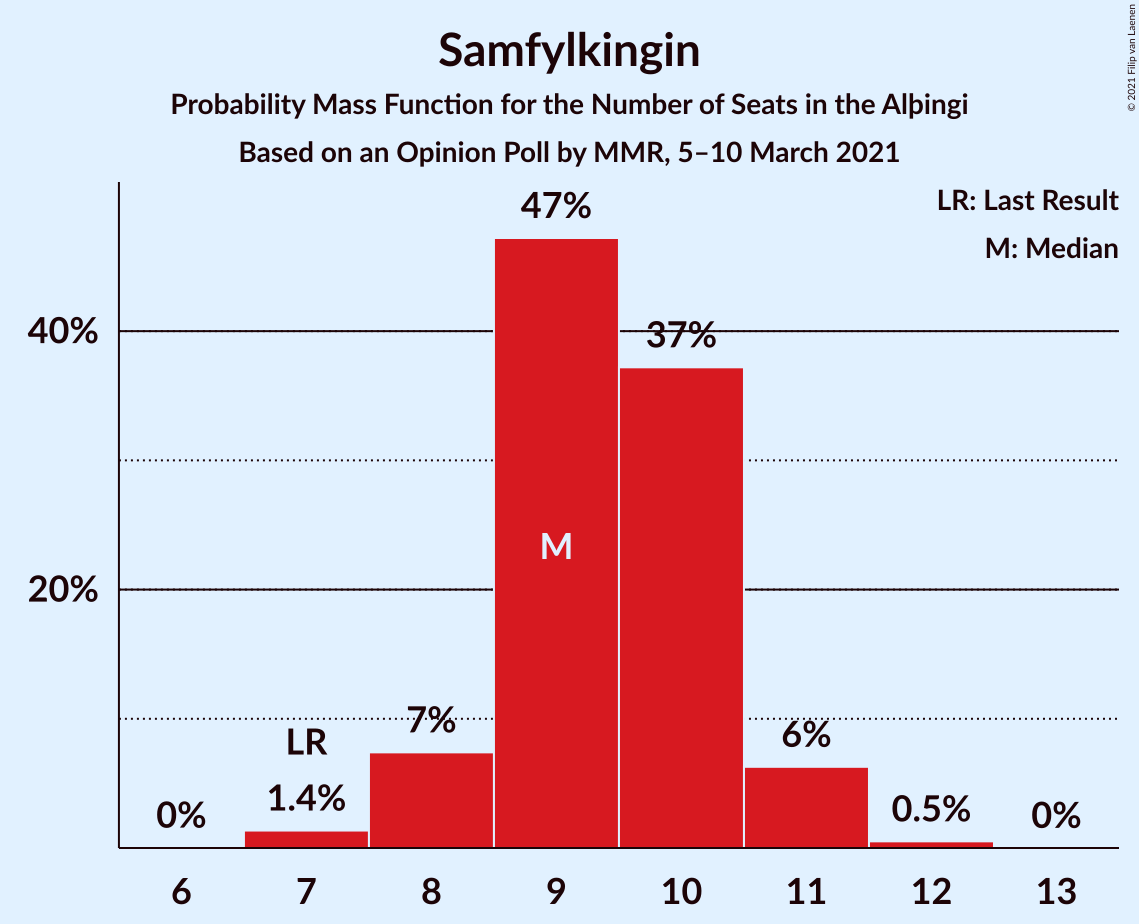 Samfylkingin
Probability Mass Function for the Number of Seats in the Alþingi
Based on an Opinion Poll by MMR, 5–10 March 2021
© 2021 Filip van Laenen
LR: Last Result
M: Median
47%
40%
37%
M
20%
7%
LR
6%
0%
1.4%
0.5%
0%
6 7 8 9 10 11 12 13